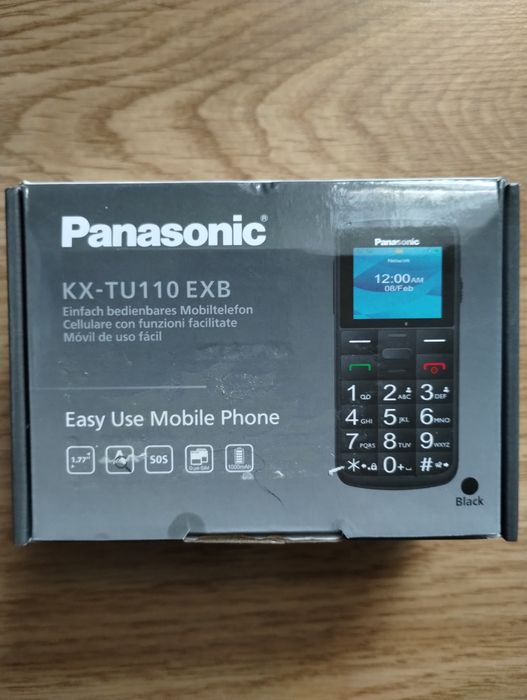 Panasonic®
KX-TU110 EXB
Einfach bedienbares Mobiltelefon
Cellulare con funzioni facilitate
Móvil de uso fácil
Easy Use Mobile Phone
1.77"
SOS
1000mAh
Panasonic
Network
12:00AM
08/Feb
1 2ABC 3DEF
4GHI 5JKL 6MNO
7PQRS 8TUV 9WXYZ
* 0+ #
Black